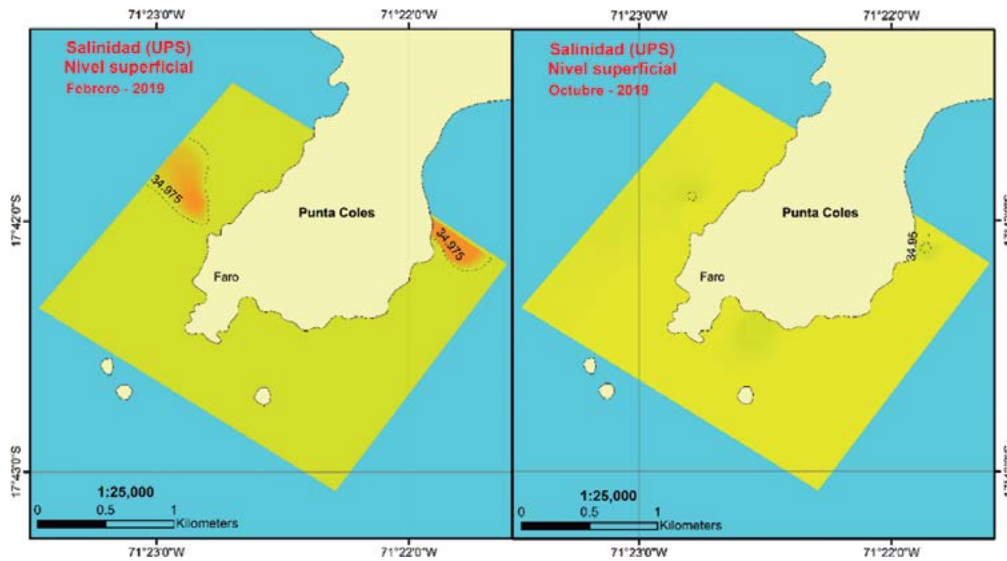 71°23'0"W
71°22'0"W
71°23'0"W
71°22'0"W
Salinidad (UPS)
Nivel superficial
Febrero - 2019
34.975
17°42'0"S
Punta Coles
34.975
Faro
17°43'0"S
1:25,000
0 0.5 1
Kilometers
71°23'0"W
71°22'0"W
Salinidad (UPS)
Nivel superficial
Octubre - 2019
Punta Coles
34.95
Faro
1:25,000
0 0.5 1
Kilometers
71°23'0"W
71°22'0"W